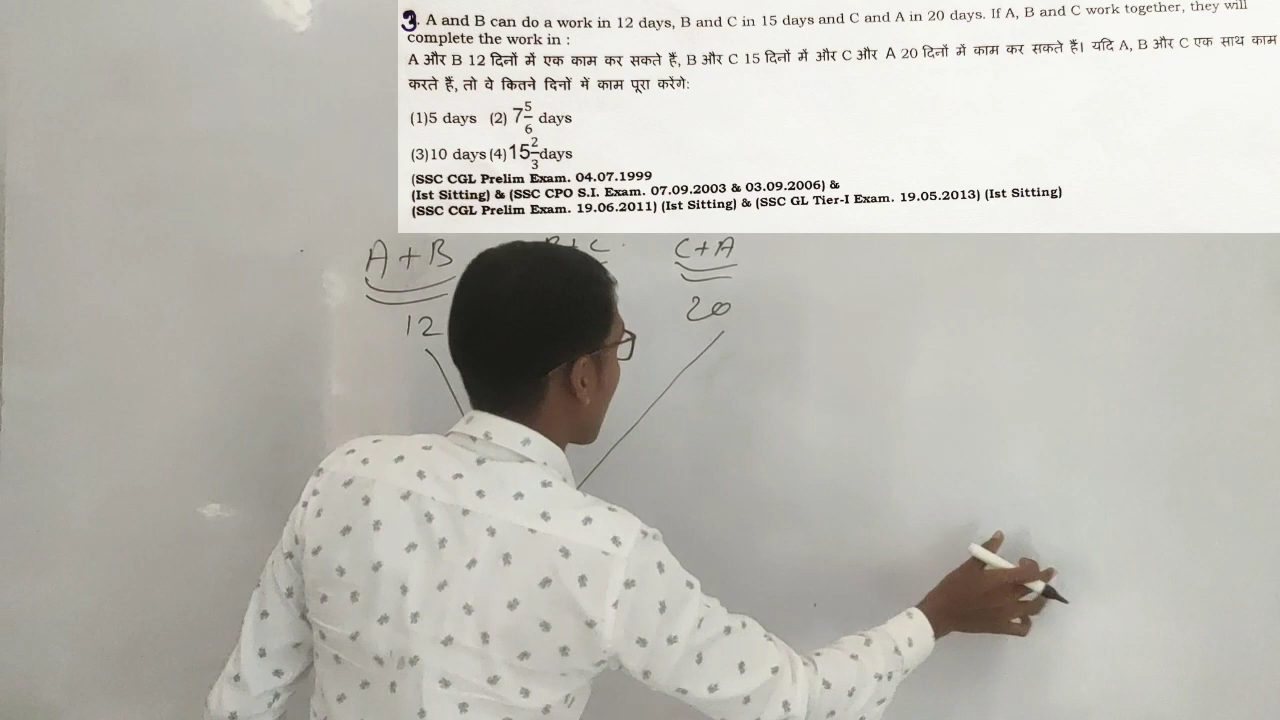 3. A and B can do a work in 12 days, B and C in 15 days and C and A in 20 days. If A, B and C work together, they will
complete the work in :
A और B 12 दिनों में एक काम कर सकते हैं, B और C 15 दिनों में और C और A 20 दिनों में काम कर सकते हैं। यदि A, B और C एक साथ काम
करते हैं, तो वे कितने दिनों में काम पूरा करेंगे:
(1)5 days (2) 7 5/6 days
(3)10 days (4) 15 2/3 days
(SSC CGL Prelim Exam. 04.07.1999
(Ist Sitting) & (SSC CPO S.I. Exam. 07.09.2003 & 03.09.2006) &
(SSC CGL Prelim Exam. 19.06.2011) (Ist Sitting) & (SSC GL Tier-I Exam. 19.05.2013) (Ist Sitting)
A+B B+C C+A
12 20